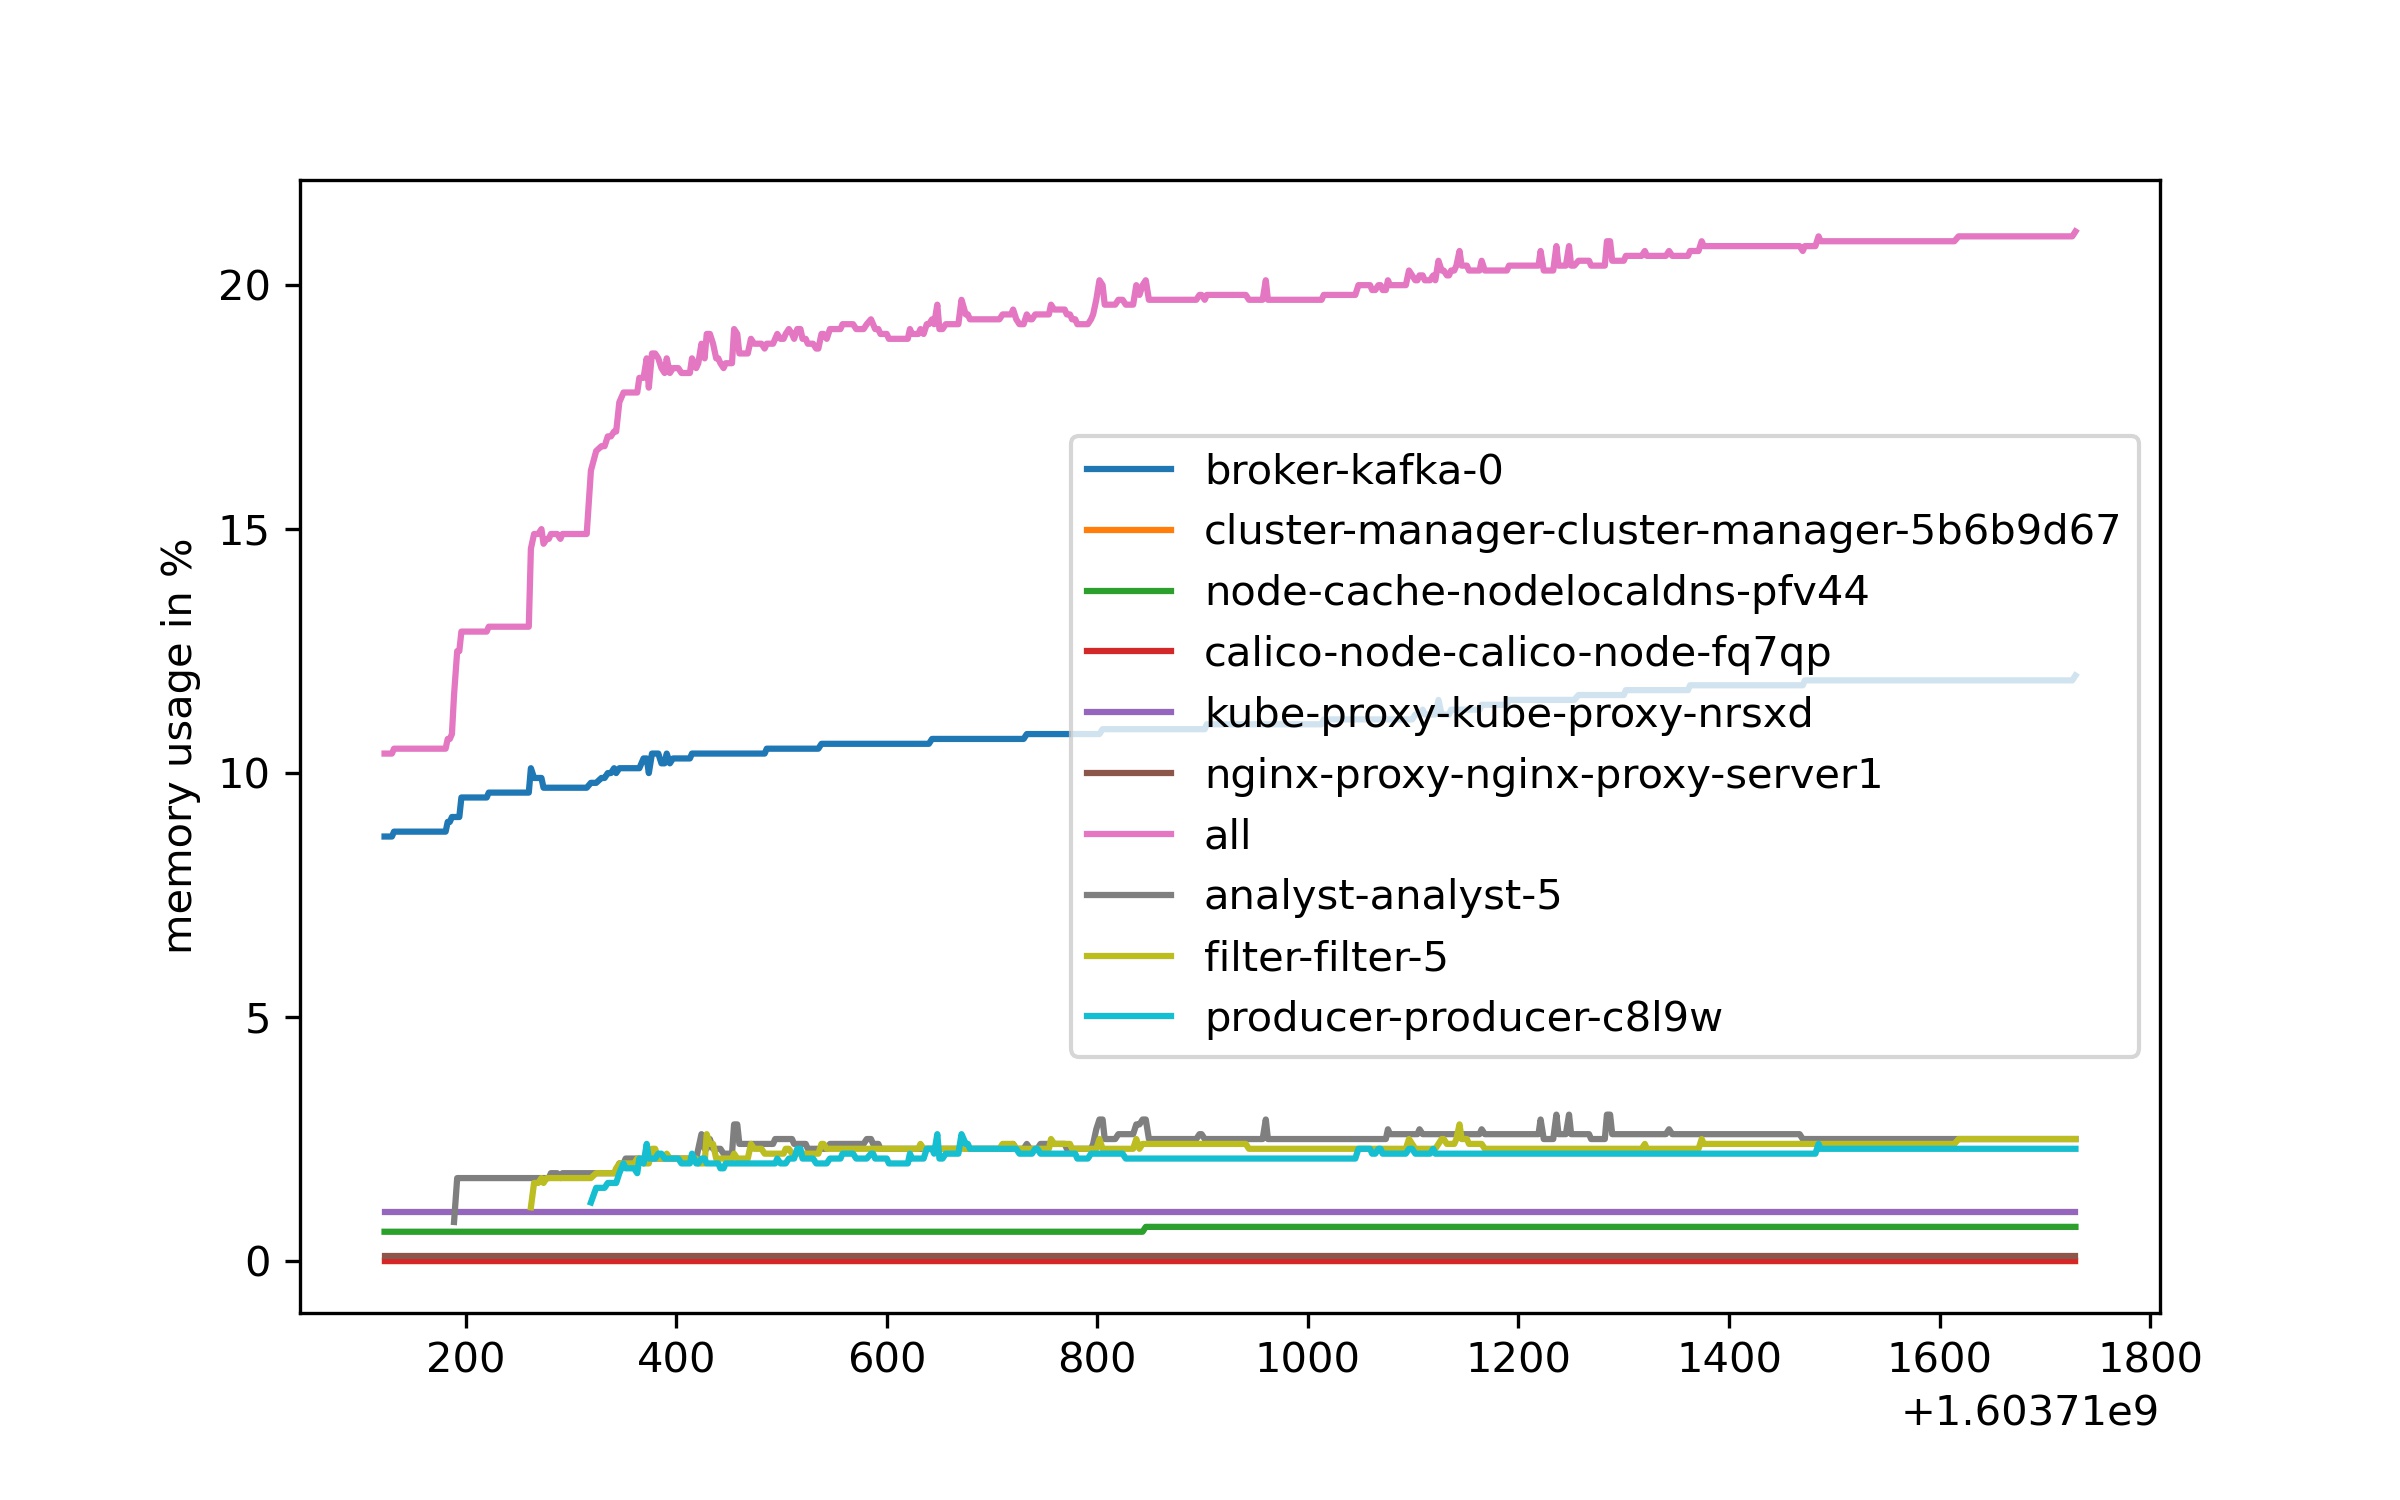 memory usage in %
20
15
10
5
0
broker-kafka-0
cluster-manager-cluster-manager-5b6b9d67
node-cache-nodelocaldns-pfv44
calico-node-calico-node-fq7qp
kube-proxy-kube-proxy-nrsxd
nginx-proxy-nginx-proxy-server1
all
analyst-analyst-5
filter-filter-5
producer-producer-c8l9w
200 400 600 800 1000 1200 1400 1600 1800
+1.60371e9